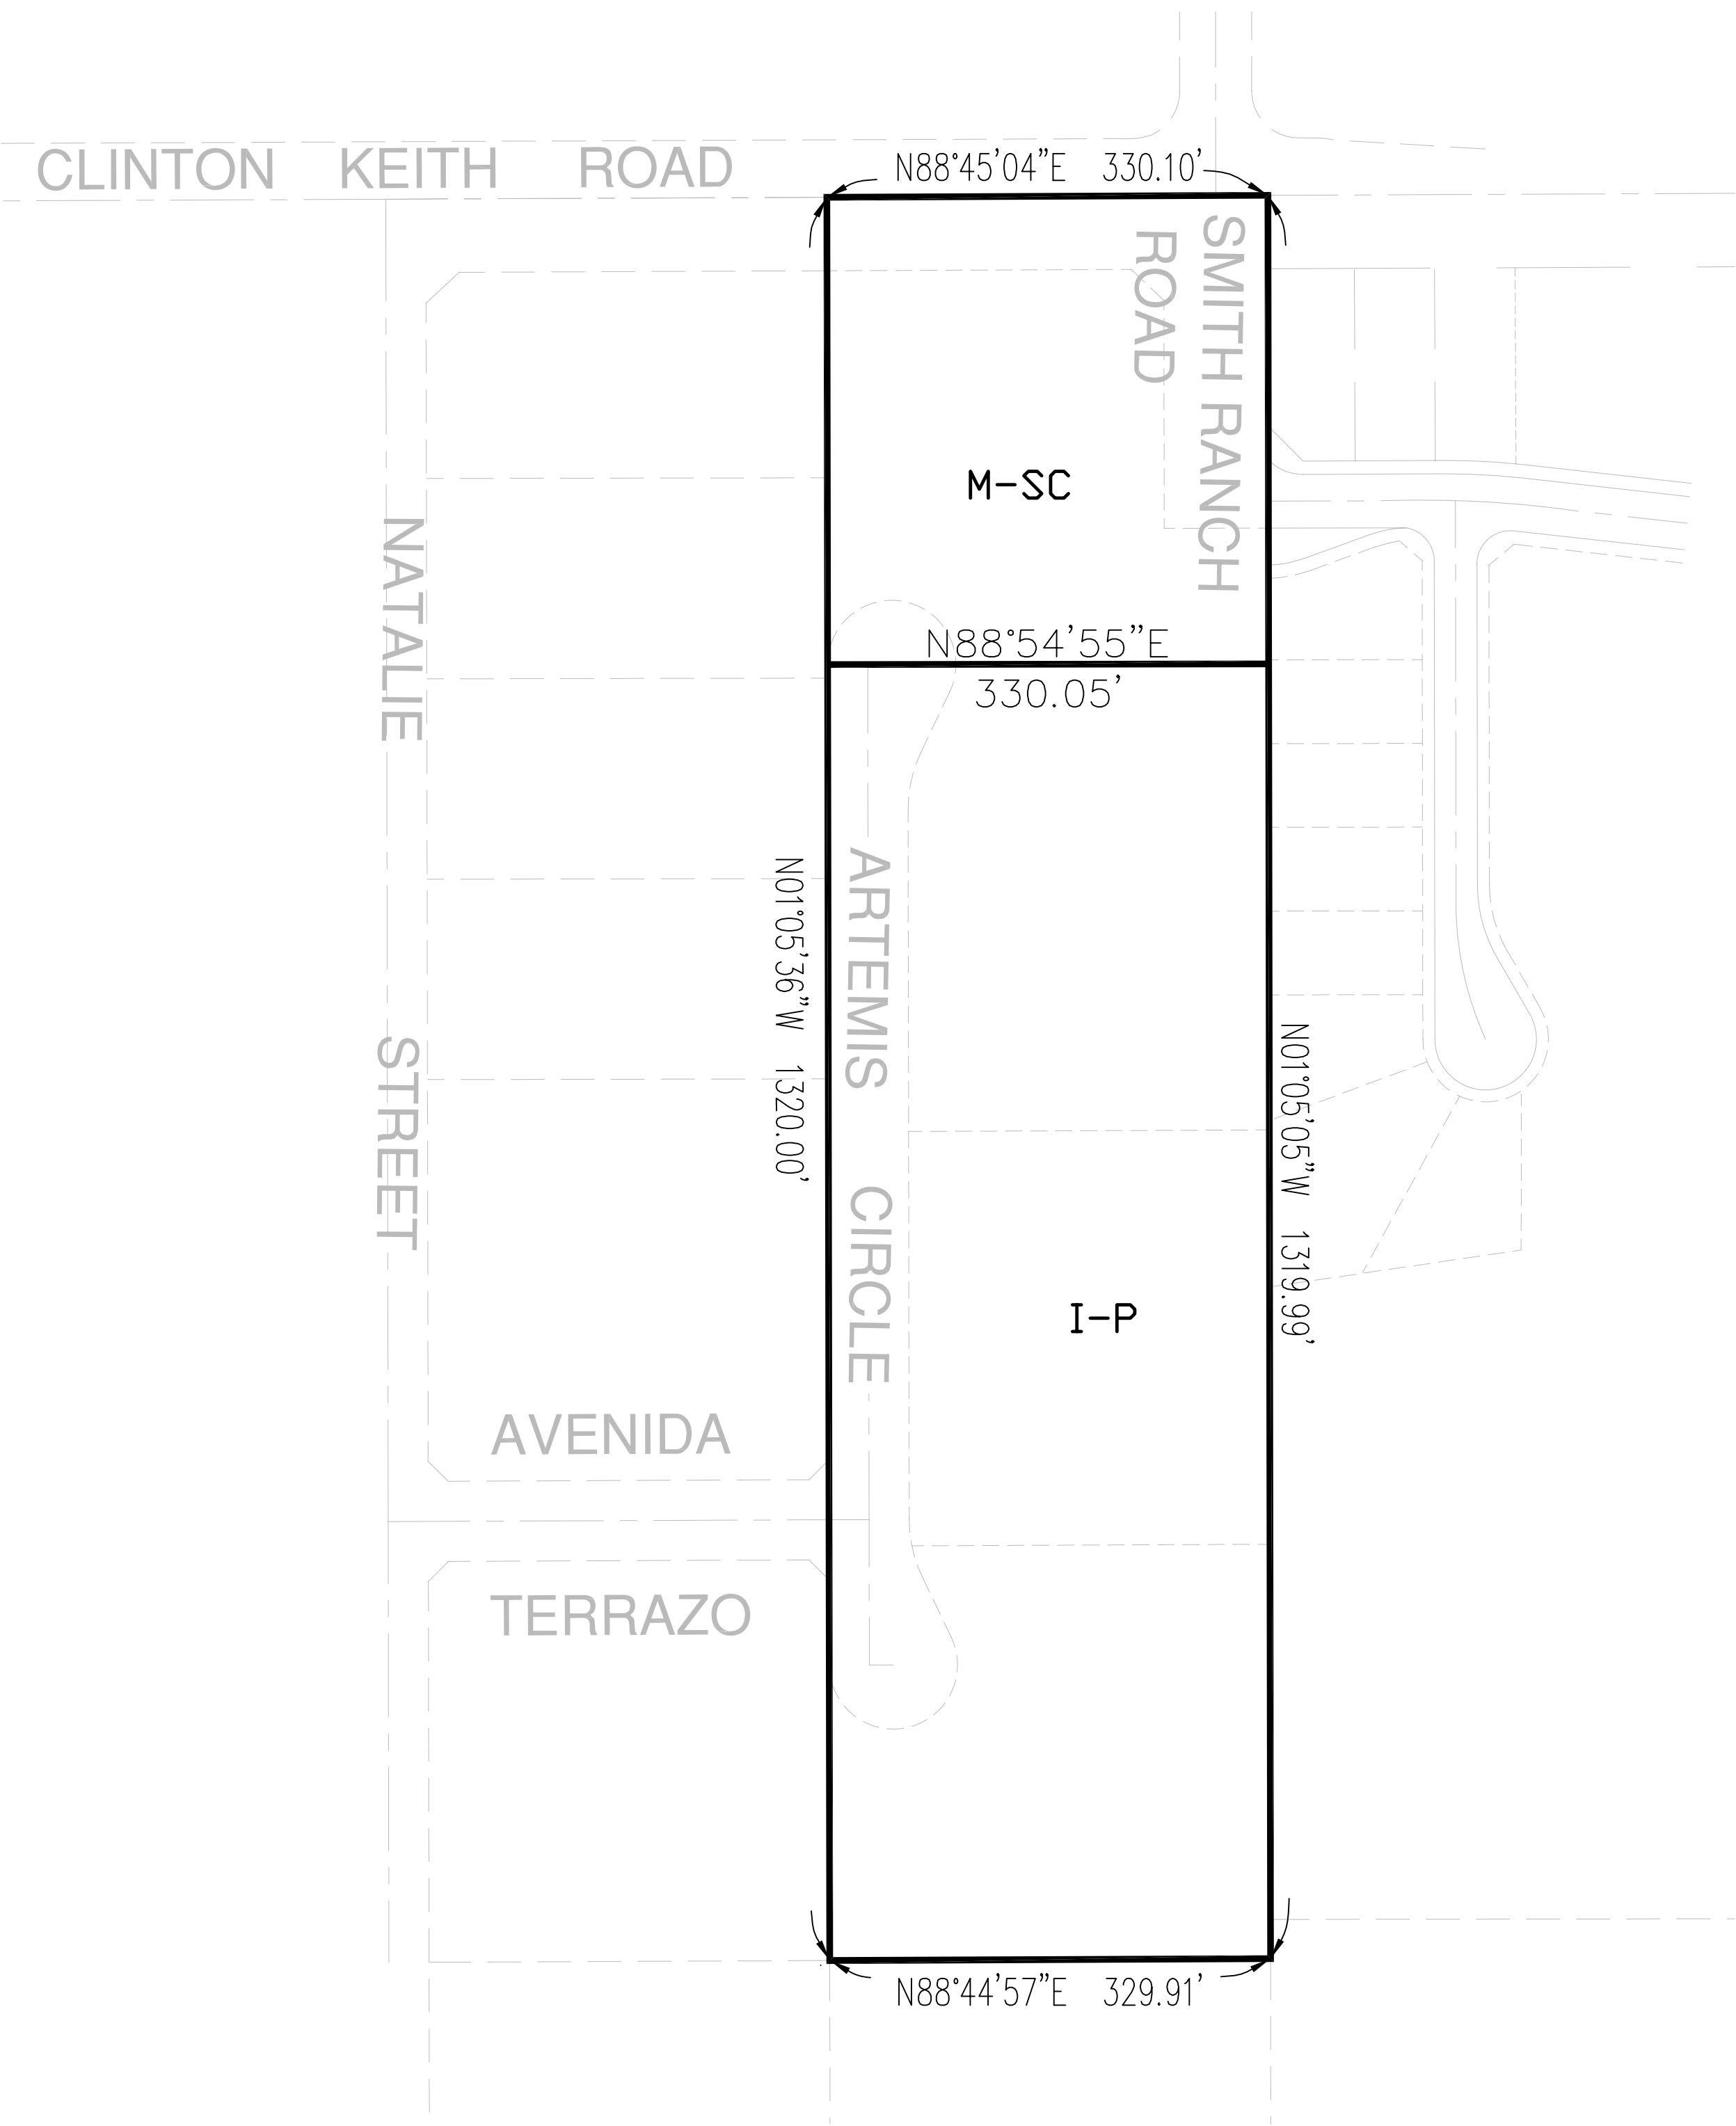 CLINTON KEITH ROAD
N88°45'04"E 330.10'
SMITH RANCH
ROAD
M-SC
NATALIE
STREET
N88°54'55"E
330.05'
N01°05'36"W 1320.00'
ARTEMIS CIRCLE
N01°05'05"W 1319.99'
I-P
AVENIDA
TERRAZO
N88°44'57"E 329.91'